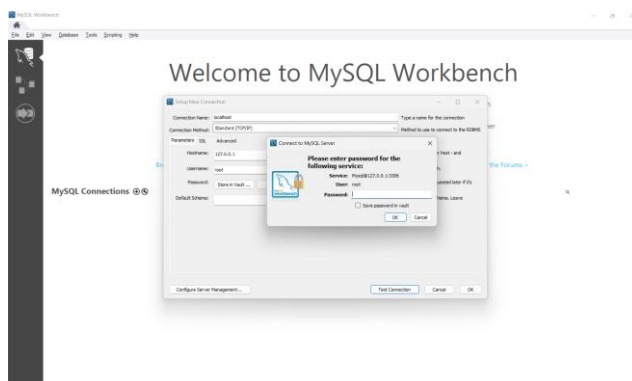 MySQL Workbench
File Edit View Database Tools Scripting Help
Welcome to MySQL Workbench
Setup New Connection
Connection Name: localhost
Type a name for the connection
Connection Method: Standard (TCP/IP)
Method to use to connect to the RDBMS
Parameters SSL Advanced
Hostname: 127.0.0.1
Username: root
Password: Store in Vault ...
Default Schema:
Connect to MySQL Server
Please enter password for the
following service:
Service: Mysql@127.0.0.1:3306
User: root
Password:
Save password in vault
OK Cancel
host - and
the Forums
MySQL Connections
name. Leave
Configure Server Management...
Test Connection Cancel OK